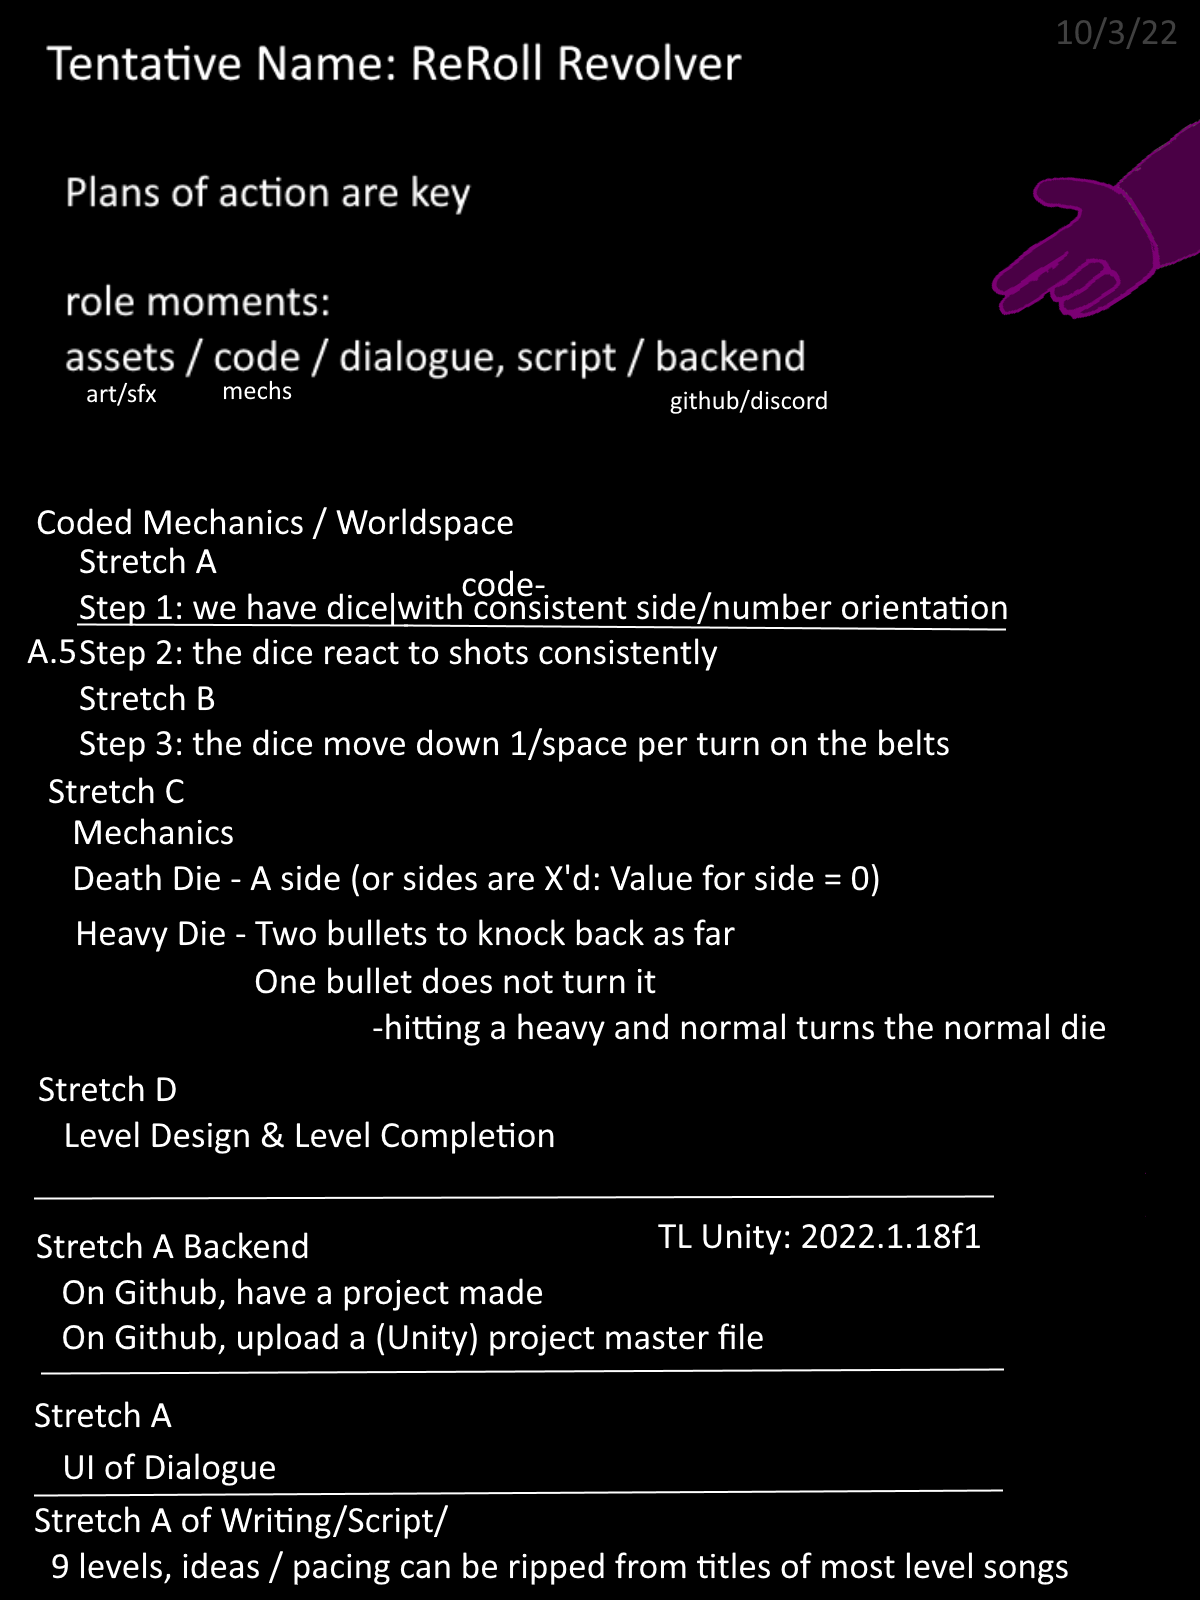 10/3/22
Tentative Name: ReRoll Revolver
Plans of action are key
role moments:
assets / code / dialogue, script / backend
art/sfx mechs github/discord
Coded Mechanics / Worldspace
Stretch A
code-
Step 1: we have dice|with consistent side/number orientation
A.5 Step 2: the dice react to shots consistently
Stretch B
Step 3: the dice move down 1/space per turn on the belts
Stretch C
Mechanics
Death Die - A side (or sides are X'd: Value for side = 0)
Heavy Die - Two bullets to knock back as far
One bullet does not turn it
-hitting a heavy and normal turns the normal die
Stretch D
Level Design & Level Completion
TL Unity: 2022.1.18f1
Stretch A Backend
On Github, have a project made
On Github, upload a (Unity) project master file
Stretch A
UI of Dialogue
Stretch A of Writing/Script/
9 levels, ideas / pacing can be ripped from titles of most level songs